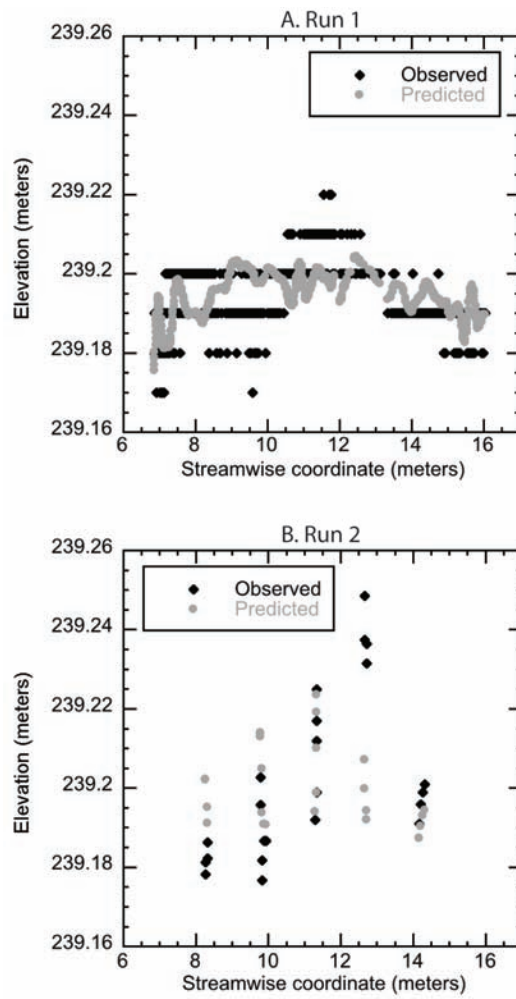 A. Run 1
239.26
239.24
239.22
239.2
239.18
239.16
Elevation (meters)
Observed
Predicted
6 8 10 12 14 16
Streamwise coordinate (meters)
B. Run 2
239.26
239.24
239.22
239.2
239.18
239.16
Elevation (meters)
Observed
Predicted
6 8 10 12 14 16
Streamwise coordinate (meters)